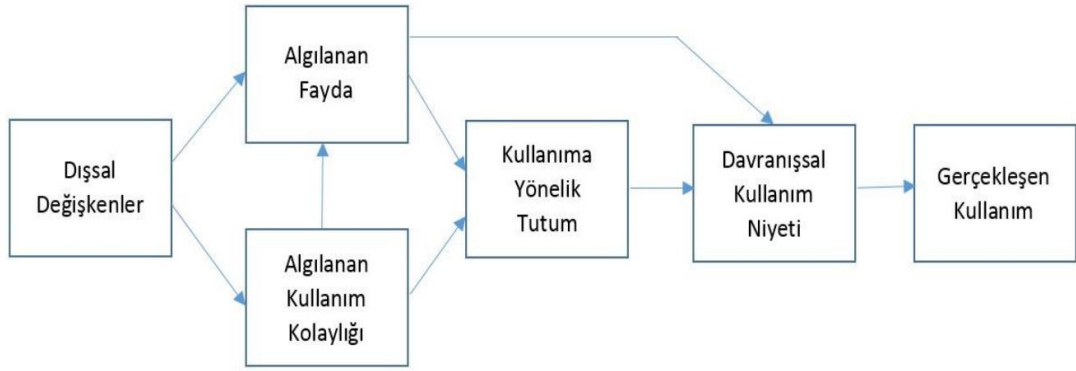 Dışsal
Değişkenler
Algılanan
Fayda
Algılanan
Kullanım
Kolaylığı
Kullanıma
Yönelik
Tutum
Davranışsal
Kullanım
Niyeti
Gerçekleşen
Kullanım